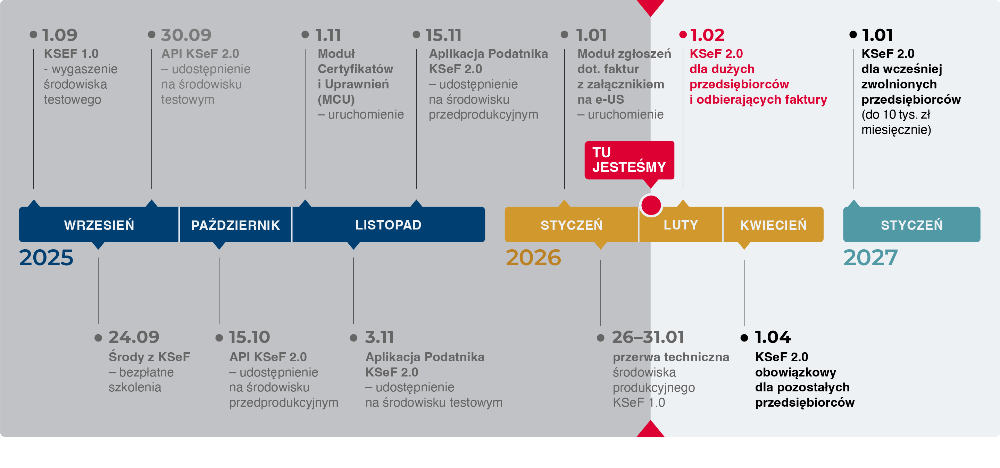 1.09
KSEF 1.0
- wygaszenie
środowiska
testowego
30.09
API KSeF 2.0
– udostępnienie
na środowisku
testowym
1.11
Moduł
Certyfikatów
i Uprawnień
(MCU)
– uruchomienie
15.11
Aplikacja Podatnika
KSeF 2.0
– udostępnienie
na środowisku
przedprodukcyjnym
1.01
Moduł zgłoszeń
dot. faktur
z załącznikiem
na e-US
– uruchomienie
1.02
KSeF 2.0
dla dużych
przedsiębiorców
i odbierających faktury
1.01
KSeF 2.0
dla wcześniej
zwolnionych
przedsiębiorców
(do 10 tys. zł
miesięcznie)
TU
JESTEŚMY
WRZESIEŃ
PAŹDZIERNIK
LISTOPAD
STYCZEŃ
LUTY
KWIECIEŃ
STYCZEŃ
2025
2026
2027
24.09
Środy z KSeF
– bezpłatne
szkolenia
15.10
API KSeF 2.0
– udostępnienie
na środowisku
przedprodukcyjnym
3.11
Aplikacja Podatnika
KSeF 2.0
– udostępnienie
na środowisku testowym
26–31.01
przerwa techniczna
środowiska
produkcyjnego
KSeF 1.0
1.04
KSeF 2.0
obowiązkowy
dla pozostałych
przedsiębiorców